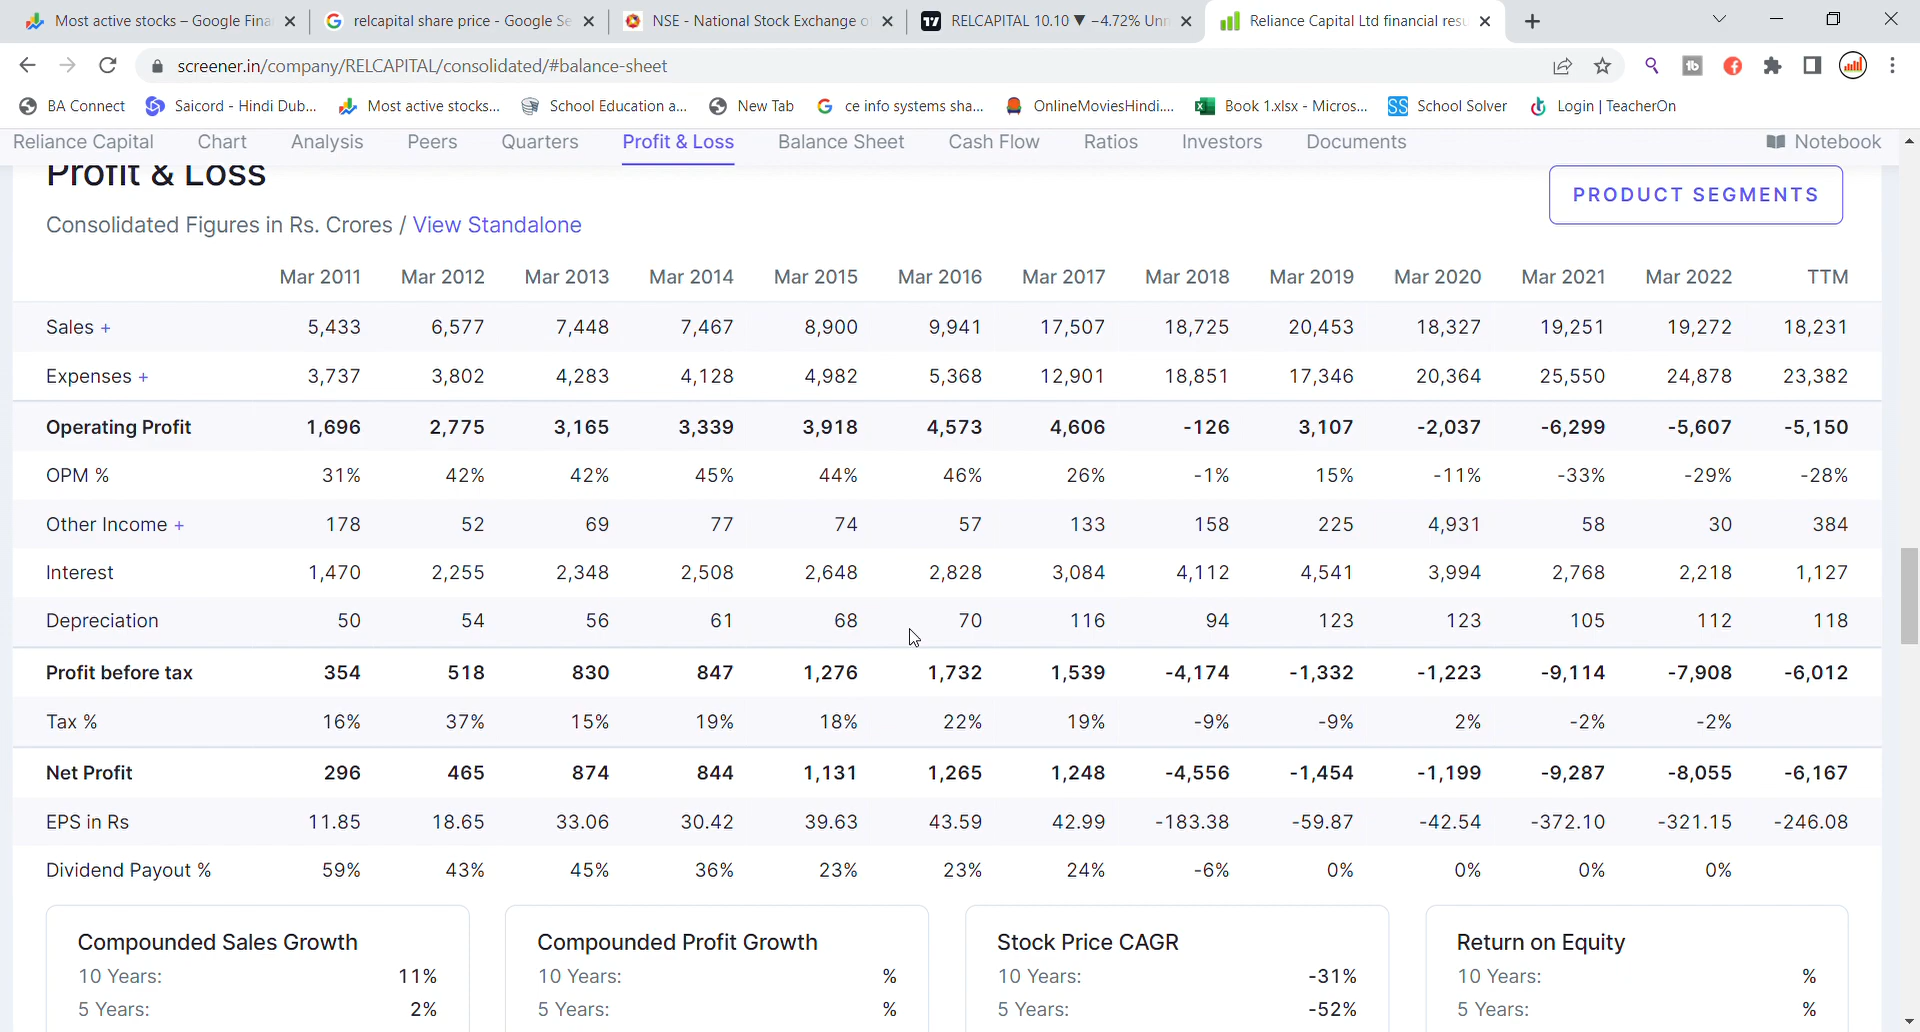 Most active stocks – Google Fina
relcapital share price - Google Se
NSE - National Stock Exchange o
RELCAPITAL 10.10 ▼ −4.72% Unn
Reliance Capital Ltd financial resu
screener.in/company/RELCAPITAL/consolidated/#balance-sheet
BA Connect
Saicord - Hindi Dub...
Most active stocks...
School Education a...
New Tab
ce info systems sha...
OnlineMoviesHindi....
Book 1.xlsx - Micros...
School Solver
Login | TeacherOn
Reliance Capital
Chart
Analysis
Peers
Quarters
Profit & Loss
Balance Sheet
Cash Flow
Ratios
Investors
Documents
Notebook
Profit & Loss
PRODUCT SEGMENTS
Consolidated Figures in Rs. Crores / View Standalone
Mar 2011 Mar 2012 Mar 2013 Mar 2014 Mar 2015 Mar 2016 Mar 2017 Mar 2018 Mar 2019 Mar 2020 Mar 2021 Mar 2022 TTM
Sales + 5,433 6,577 7,448 7,467 8,900 9,941 17,507 18,725 20,453 18,327 19,251 19,272 18,231
Expenses + 3,737 3,802 4,283 4,128 4,982 5,368 12,901 18,851 17,346 20,364 25,550 24,878 23,382
Operating Profit 1,696 2,775 3,165 3,339 3,918 4,573 4,606 -126 3,107 -2,037 -6,299 -5,607 -5,150
OPM % 31% 42% 42% 45% 44% 46% 26% -1% 15% -11% -33% -29% -28%
Other Income + 178 52 69 77 74 57 133 158 225 4,931 58 30 384
Interest 1,470 2,255 2,348 2,508 2,648 2,828 3,084 4,112 4,541 3,994 2,768 2,218 1,127
Depreciation 50 54 56 61 68 70 116 94 123 123 105 112 118
Profit before tax 354 518 830 847 1,276 1,732 1,539 -4,174 -1,332 -1,223 -9,114 -7,908 -6,012
Tax % 16% 37% 15% 19% 18% 22% 19% -9% -9% 2% -2% -2%
Net Profit 296 465 874 844 1,131 1,265 1,248 -4,556 -1,454 -1,199 -9,287 -8,055 -6,167
EPS in Rs 11.85 18.65 33.06 30.42 39.63 43.59 42.99 -183.38 -59.87 -42.54 -372.10 -321.15 -246.08
Dividend Payout % 59% 43% 45% 36% 23% 23% 24% -6% 0% 0% 0% 0%
Compounded Sales Growth
10 Years: 11%
5 Years: 2%
Compounded Profit Growth
10 Years: %
5 Years: %
Stock Price CAGR
10 Years: -31%
5 Years: -52%
Return on Equity
10 Years: %
5 Years: %